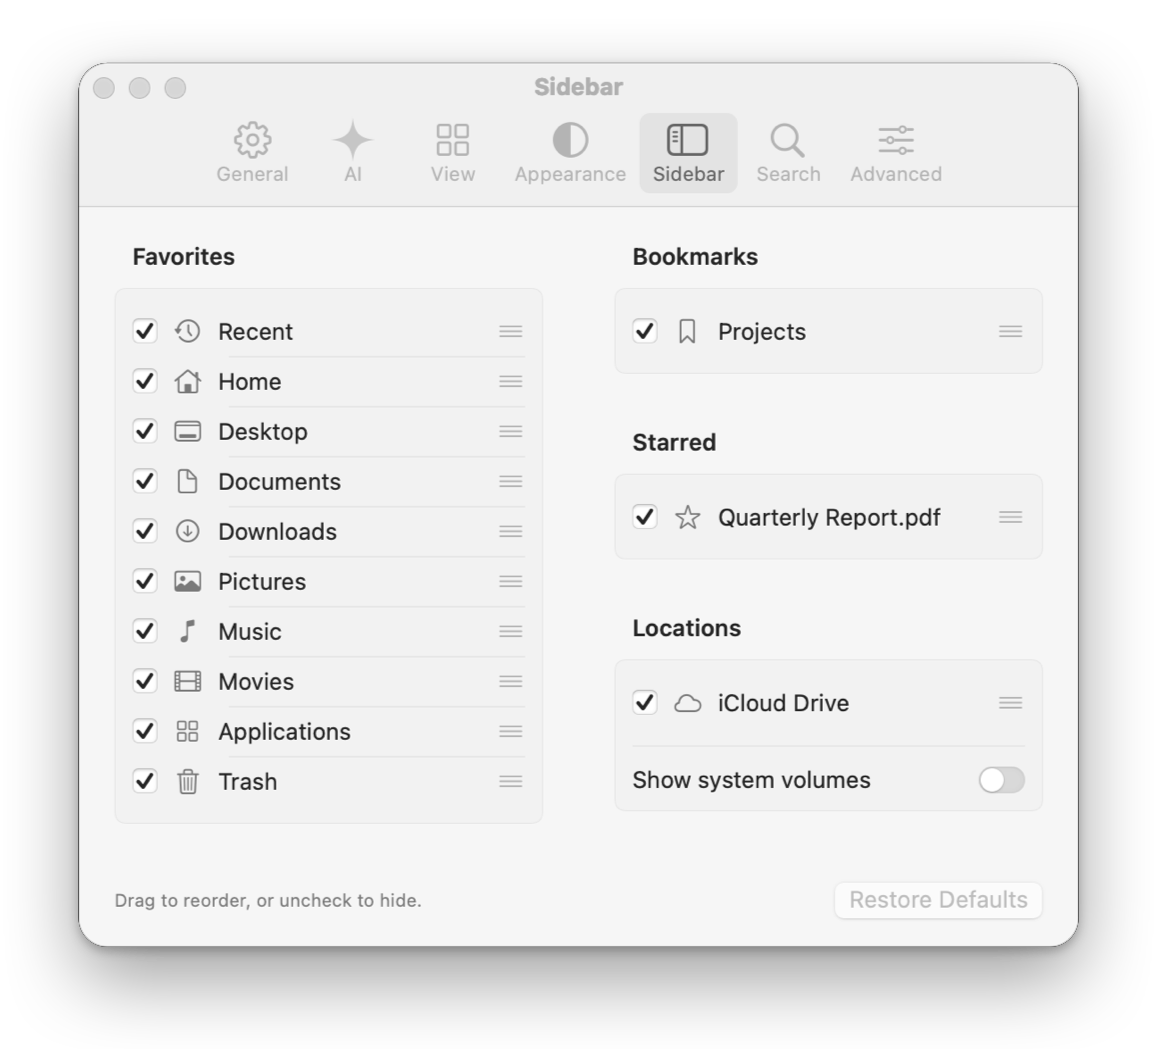 Sidebar
General
AI
View
Appearance
Sidebar
Search
Advanced
Favorites
Recent
Home
Desktop
Documents
Downloads
Pictures
Music
Movies
Applications
Trash
Bookmarks
Projects
Starred
Quarterly Report.pdf
Locations
iCloud Drive
Show system volumes
Drag to reorder, or uncheck to hide.
Restore Defaults